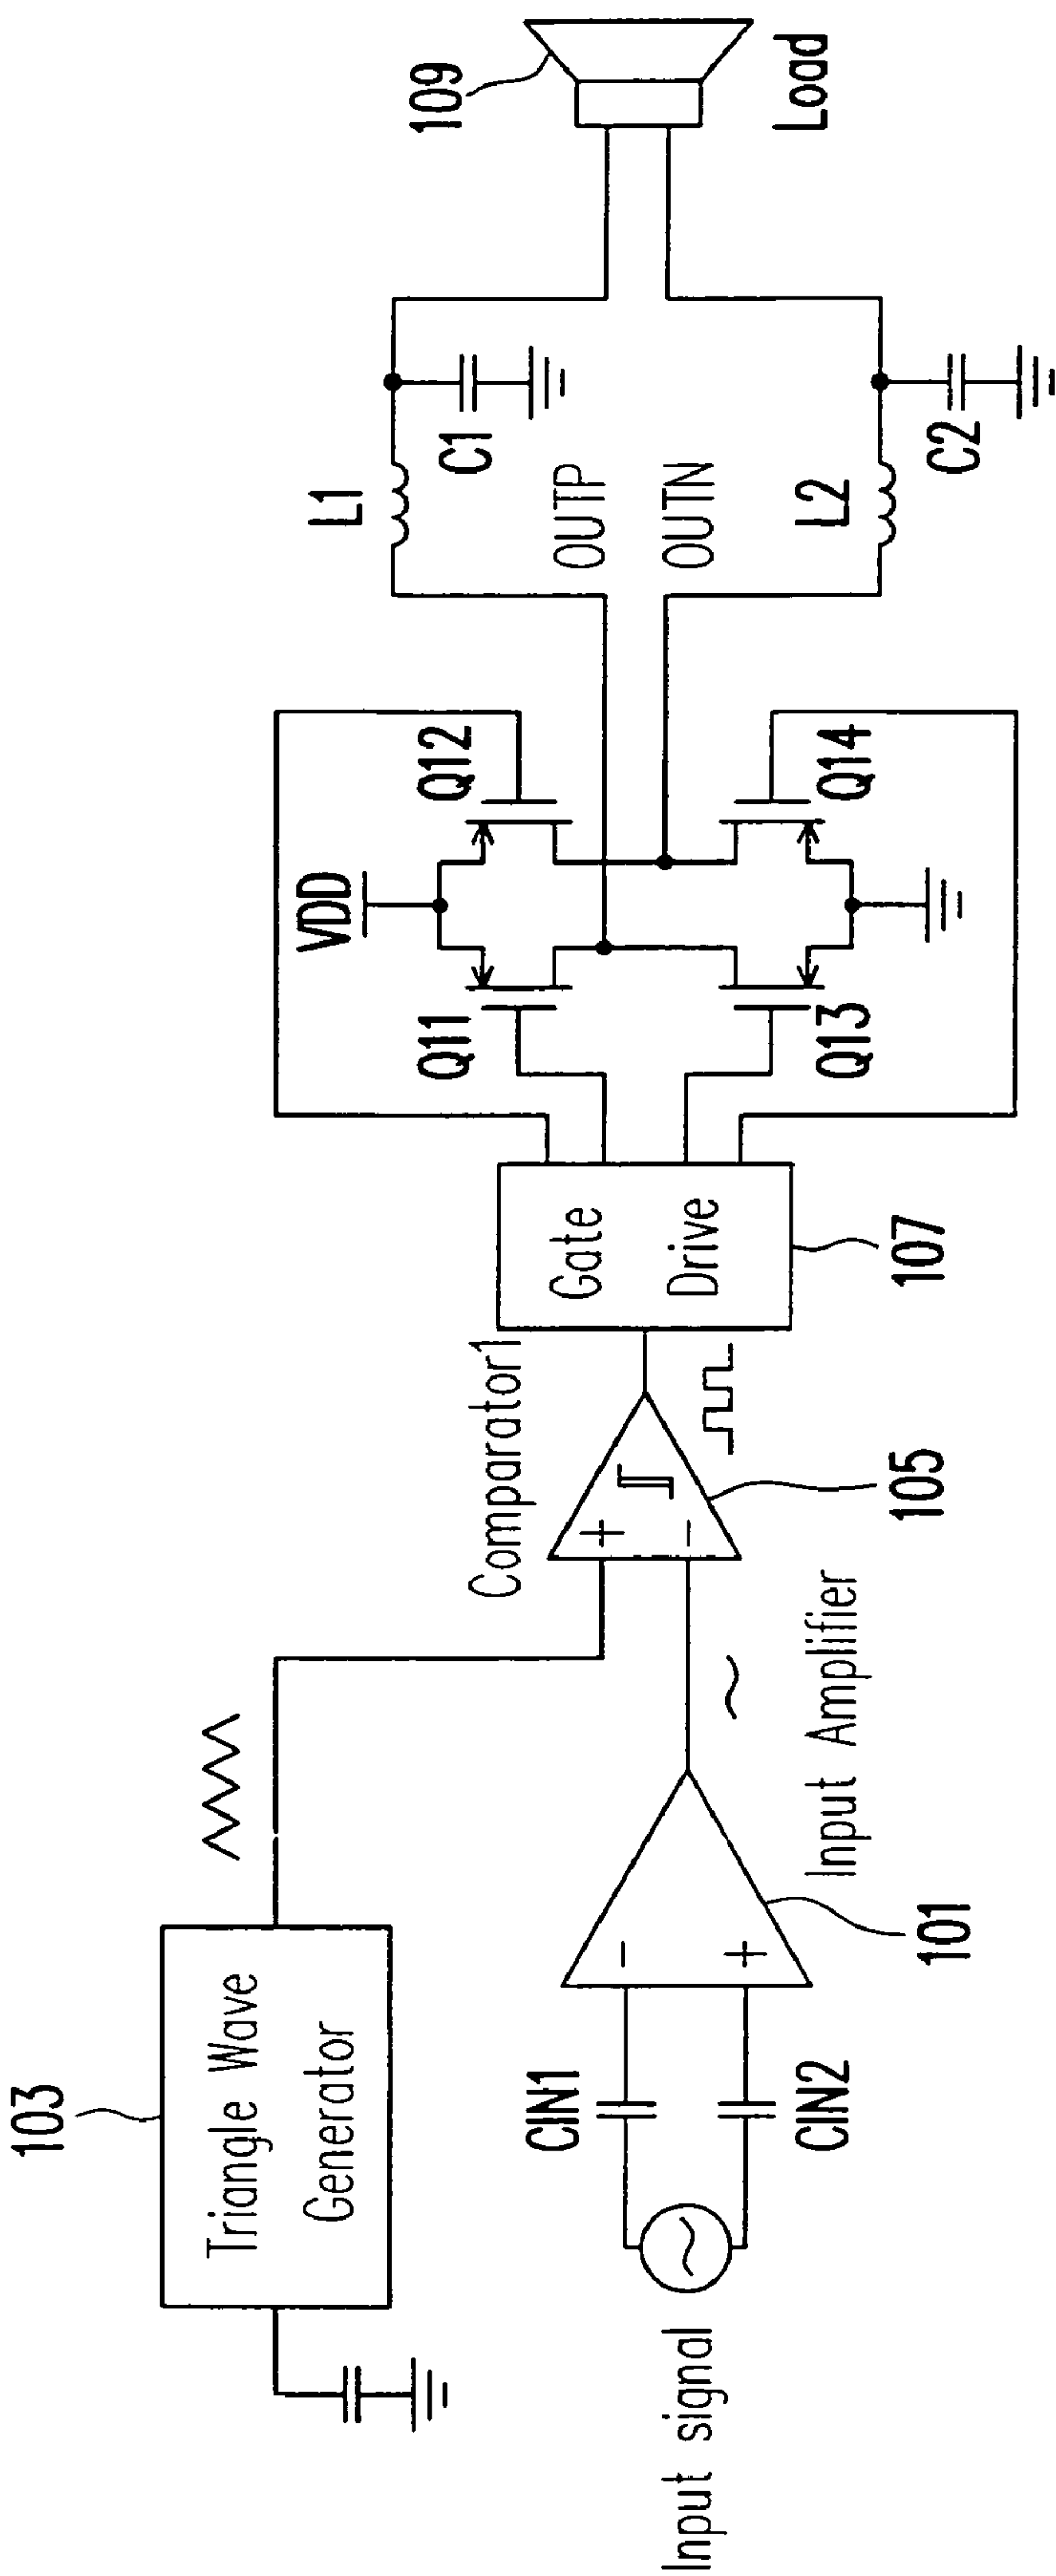 103
Triangle Wave
Generator
Input signal
CIN1
CIN2
−
+
101
Input Amplifier
Comparator1
+
−
105
Gate
Drive
107
VDD
Q11
Q12
Q13
Q14
OUTP
OUTN
L1
C1
L2
C2
109
Load